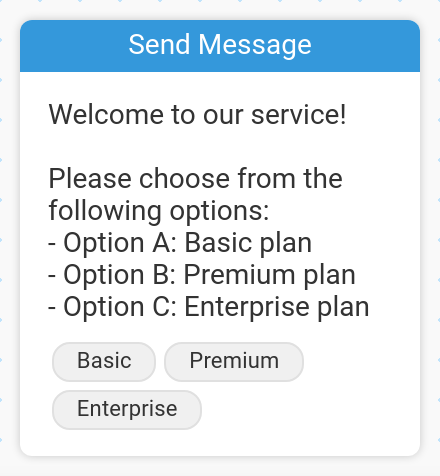 Send Message
Welcome to our service!
Please choose from the
following options:
- Option A: Basic plan
- Option B: Premium plan
- Option C: Enterprise plan
Basic
Premium
Enterprise